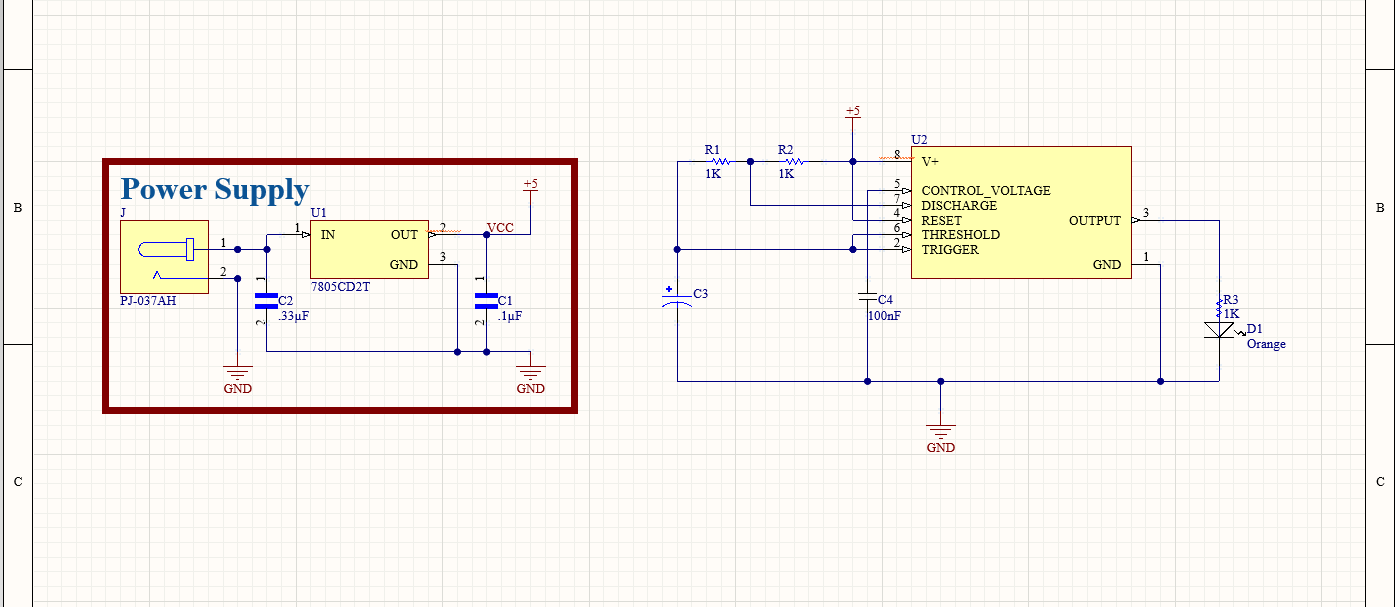 B
C
Power Supply
J
1
2
PJ-037AH
GND
1
C2
.33µF
2
U1
1
IN
OUT
2
GND
3
7805CD2T
VCC
+5
1
C1
.1µF
2
GND
R1
1K
R2
1K
+5
C3
C4
100nF
U2
8
V+
5
CONTROL_VOLTAGE
7
DISCHARGE
4
RESET
6
THRESHOLD
2
TRIGGER
OUTPUT
3
GND
1
R3
1K
D1
Orange
GND
B
C